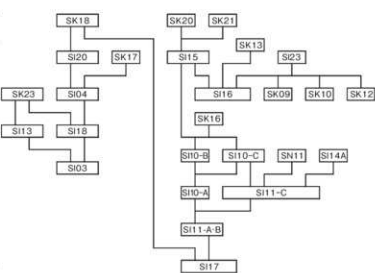 SK18 SK20 SK21
SK13
SI20 SK17 SI15 SI23
SK23 SI04 SI16 SK09 SK10 SK12
SK16
SI13 SI18
SI10-B SI10-C SN11 SI14A
SI03
SI10-A SI11-C
SI11-A·B
SI17